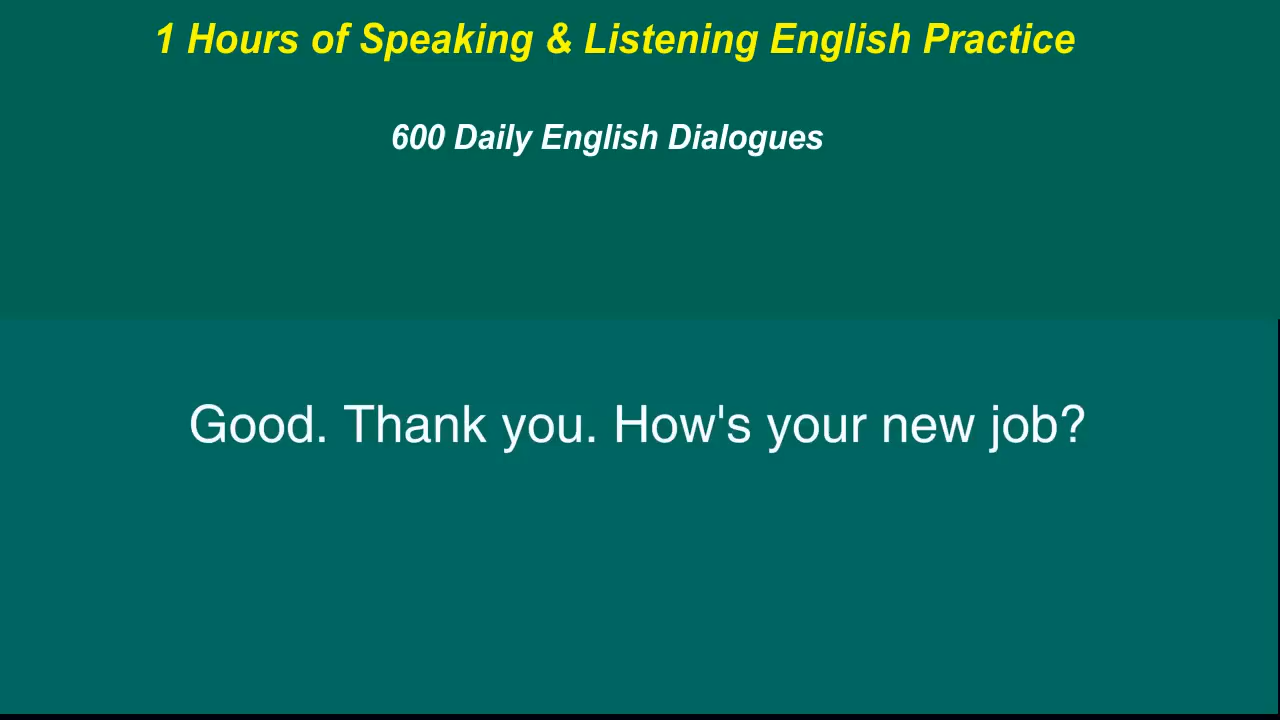 1 Hours of Speaking & Listening English Practice
600 Daily English Dialogues
Good. Thank you. How's your new job?